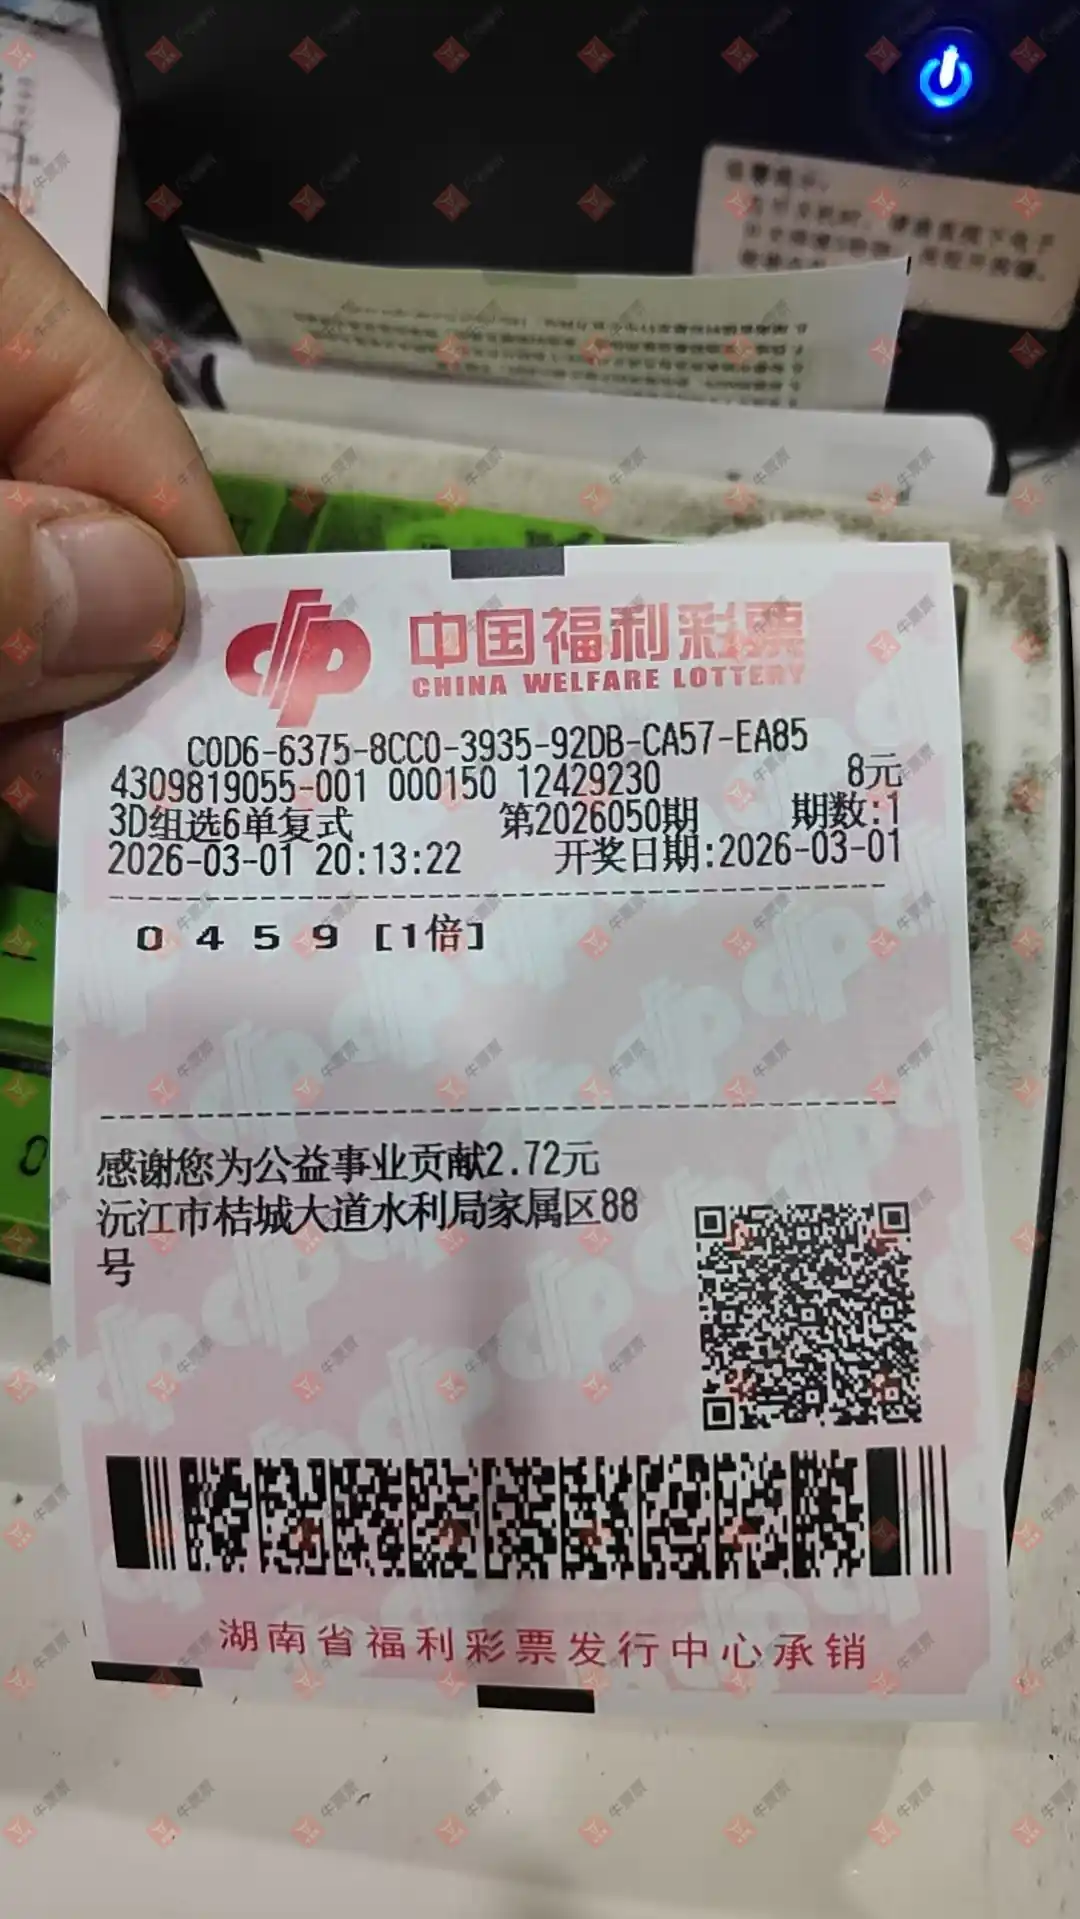 中国福利彩票
CHINA WELFARE LOTTERY
C0D6-6375-8CC0-3935-92DB-CA57-EA85
4309819055-001 000150 12429230 8元
3D组选6单复式 第2026050期 期数:1
2026-03-01 20:13:22 开奖日期:2026-03-01
0 4 5 9 [1倍]
感谢您为公益事业贡献2.72元
沅江市桔城大道水利局家属区88
号
湖南省福利彩票发行中心承销
牛票票